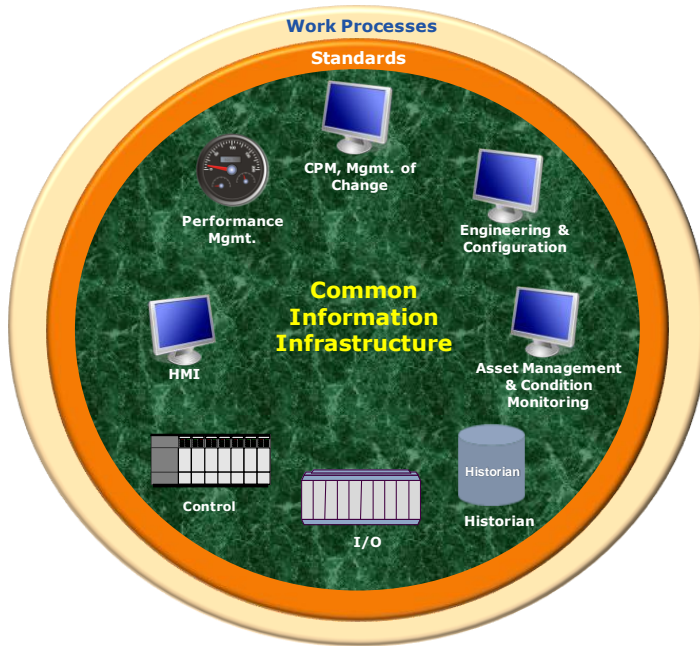 Work Processes
Standards
CPM, Mgmt. of
Change
Performance
Mgmt.
Engineering &
Configuration
Common
Information
Infrastructure
HMI
Asset Management
& Condition
Monitoring
Historian
Control
Historian
I/O